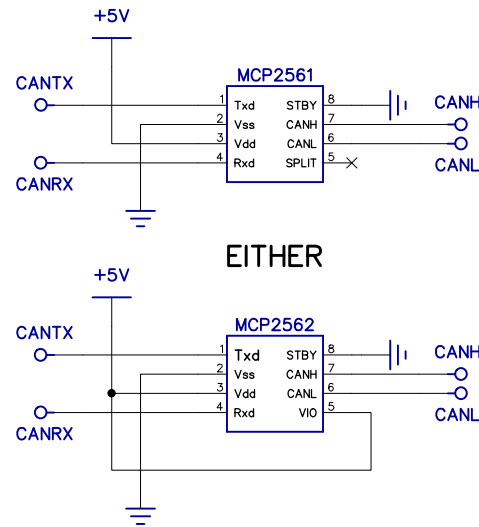 +5V
MCP2561
CANTX
1 Txd STBY 8
CANH
2 Vss CANH 7
3 Vdd CANL 6
4 Rxd SPLIT 5
CANRX
CANL
EITHER
+5V
MCP2562
CANTX
1 Txd STBY 8
CANH
2 Vss CANH 7
3 Vdd CANL 6
4 Rxd VIO 5
CANRX
CANL